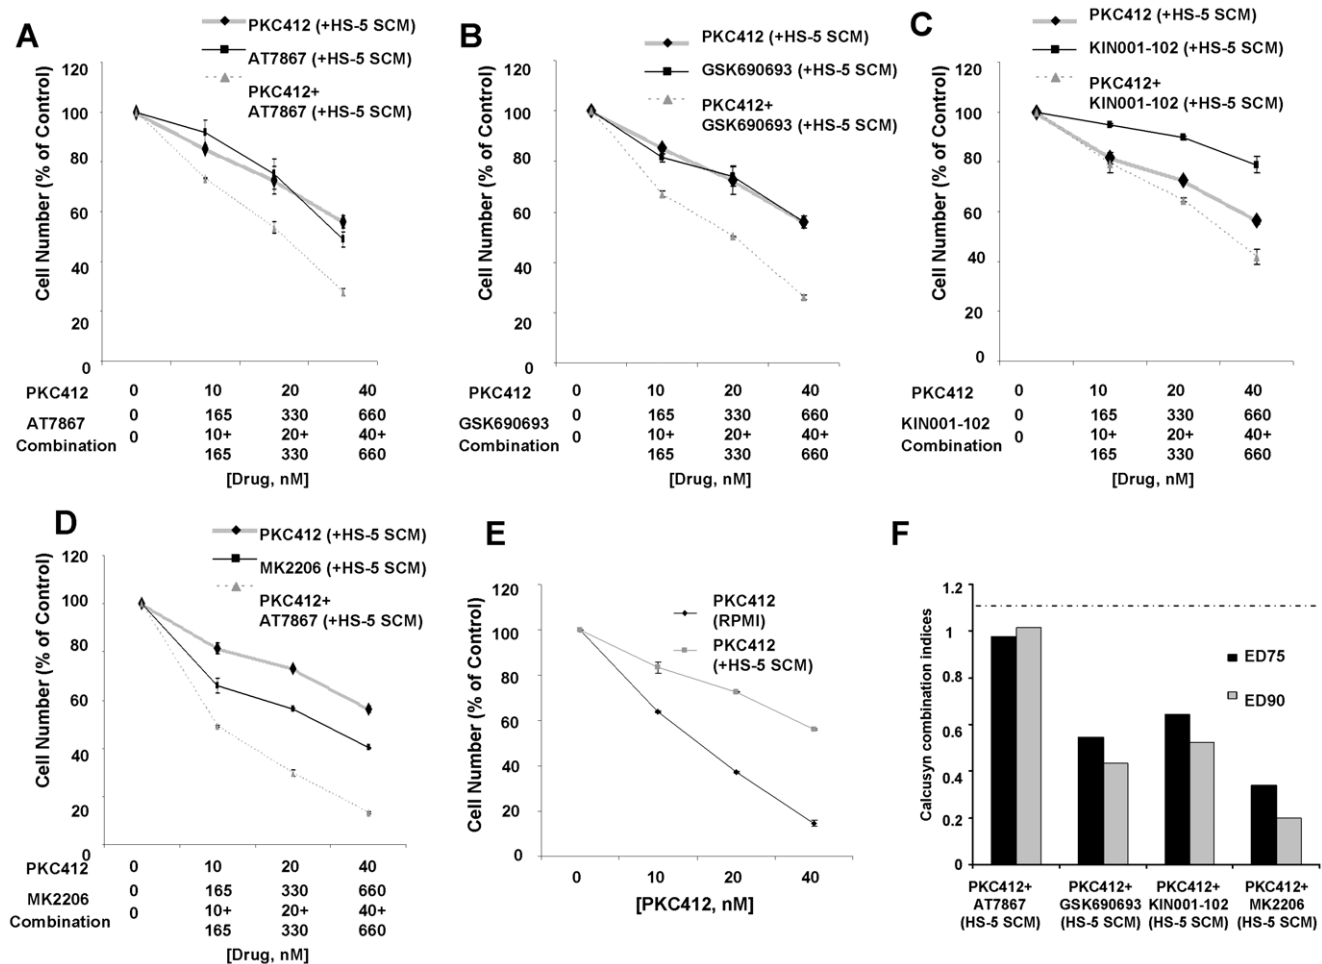 A
PKC412 (+HS-5 SCM)
AT7867 (+HS-5 SCM)
PKC412+
AT7867 (+HS-5 SCM)
Cell Number (% of Control)
120
100
80
60
40
20
0
PKC412 0 10 20 40
AT7867 0 165 330 660
Combination 0 10+ 20+ 40+
165 330 660
[Drug, nM]
B
PKC412 (+HS-5 SCM)
GSK690693 (+HS-5 SCM)
PKC412+
GSK690693 (+HS-5 SCM)
Cell Number (% of Control)
120
100
80
60
40
20
0
PKC412 0 10 20 40
GSK690693 0 165 330 660
Combination 0 10+ 20+ 40+
165 330 660
[Drug, nM]
C
PKC412 (+HS-5 SCM)
KIN001-102 (+HS-5 SCM)
PKC412+
KIN001-102 (+HS-5 SCM)
Cell Number (% of Control)
120
100
80
60
40
20
0
PKC412 0 10 20 40
KIN001-102 0 165 330 660
Combination 0 10+ 20+ 40+
165 330 660
[Drug, nM]
D
PKC412 (+HS-5 SCM)
MK2206 (+HS-5 SCM)
PKC412+
AT7867 (+HS-5 SCM)
Cell Number (% of Control)
120
100
80
60
40
20
0
PKC412 0 10 20 40
MK2206 0 165 330 660
Combination 0 10+ 20+ 40+
165 330 660
[Drug, nM]
E
PKC412
(RPMI)
PKC412
(+HS-5 SCM)
Cell Number (% of Control)
120
100
80
60
40
20
0
0 10 20 40
[PKC412, nM]
F
Calcusyn combination indices
1.2
1
0.8
0.6
0.4
0.2
0
ED75
ED90
PKC412+ PKC412+ PKC412+ PKC412+
AT7867 GSK690693 KIN001-102 MK2206
(HS-5 SCM) (HS-5 SCM) (HS-5 SCM) (HS-5 SCM)